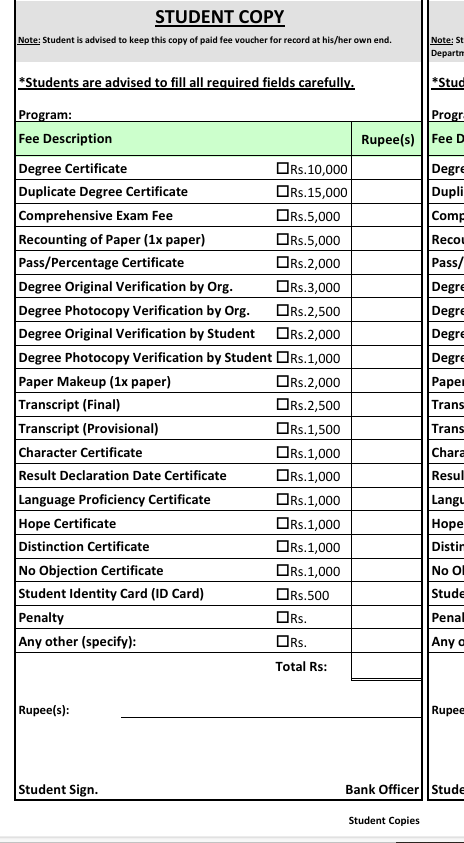 STUDENT COPY
Note: Student is advised to keep this copy of paid fee voucher for record at his/her own end.
*Students are advised to fill all required fields carefully.
Program:
Fee Description Rupee(s)
Degree Certificate ☐Rs.10,000
Duplicate Degree Certificate ☐Rs.15,000
Comprehensive Exam Fee ☐Rs.5,000
Recounting of Paper (1x paper) ☐Rs.5,000
Pass/Percentage Certificate ☐Rs.2,000
Degree Original Verification by Org. ☐Rs.3,000
Degree Photocopy Verification by Org. ☐Rs.2,500
Degree Original Verification by Student ☐Rs.2,000
Degree Photocopy Verification by Student ☐Rs.1,000
Paper Makeup (1x paper) ☐Rs.2,000
Transcript (Final) ☐Rs.2,500
Transcript (Provisional) ☐Rs.1,500
Character Certificate ☐Rs.1,000
Result Declaration Date Certificate ☐Rs.1,000
Language Proficiency Certificate ☐Rs.1,000
Hope Certificate ☐Rs.1,000
Distinction Certificate ☐Rs.1,000
No Objection Certificate ☐Rs.1,000
Student Identity Card (ID Card) ☐Rs.500
Penalty ☐Rs.
Any other (specify): ☐Rs.
Total Rs:
Rupee(s):
Student Sign. Bank Officer
Student Copies
Note: St
Departm
*Stud
Progra
Fee D
Degre
Dupli
Comp
Recou
Pass/
Degre
Degre
Degre
Degre
Paper
Trans
Trans
Chara
Resul
Langu
Hope
Distin
No Ob
Stude
Penal
Any o
Rupee
Stude